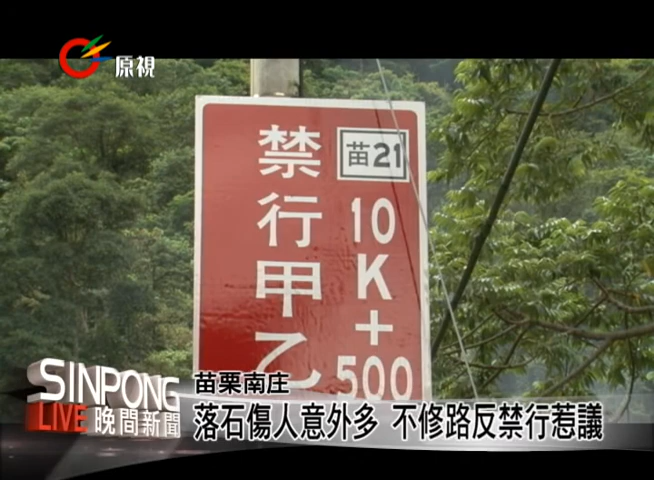 原視
禁行甲乙
苗21
10K+500
SINPONG
LIVE 晚間新聞
苗栗南庄
落石傷人意外多 不修路反禁行惹議